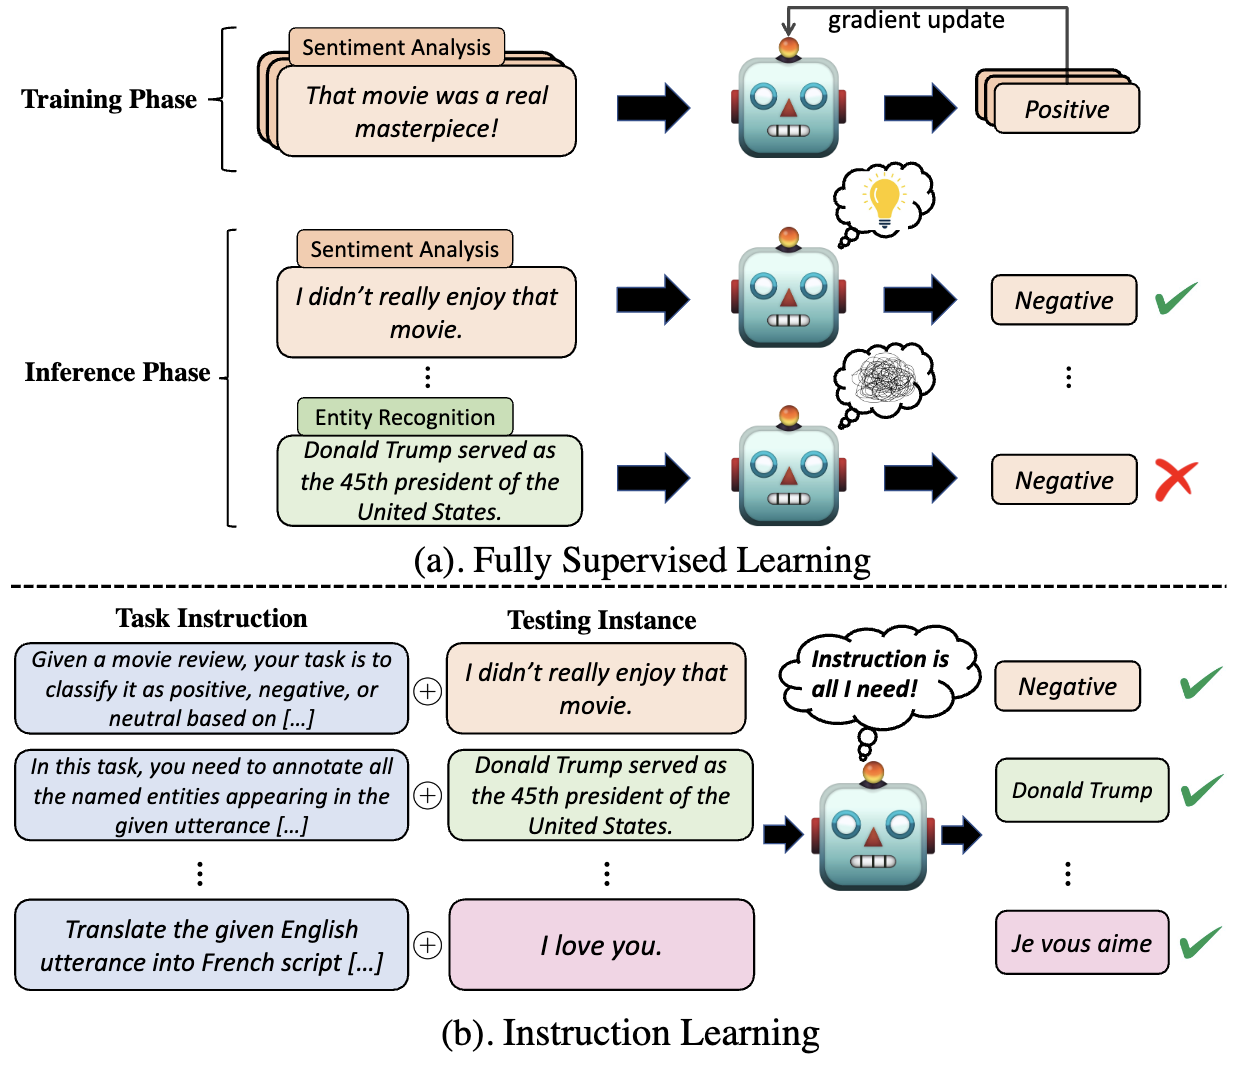 gradient update
Sentiment Analysis
Training Phase
That movie was a real
masterpiece!
Positive
Sentiment Analysis
I didn’t really enjoy that
movie.
Negative
Inference Phase
Entity Recognition
Donald Trump served as
the 45th president of the
United States.
Negative
(a). Fully Supervised Learning
Task Instruction
Testing Instance
Given a movie review, your task is to
classify it as positive, negative, or
neutral based on [...]
+
I didn’t really enjoy that
movie.
Instruction is
all I need!
Negative
In this task, you need to annotate all
the named entities appearing in the
given utterance [...]
+
Donald Trump served as
the 45th president of the
United States.
Donald Trump
Translate the given English
utterance into French script [...]
+
I love you.
Je vous aime
(b). Instruction Learning